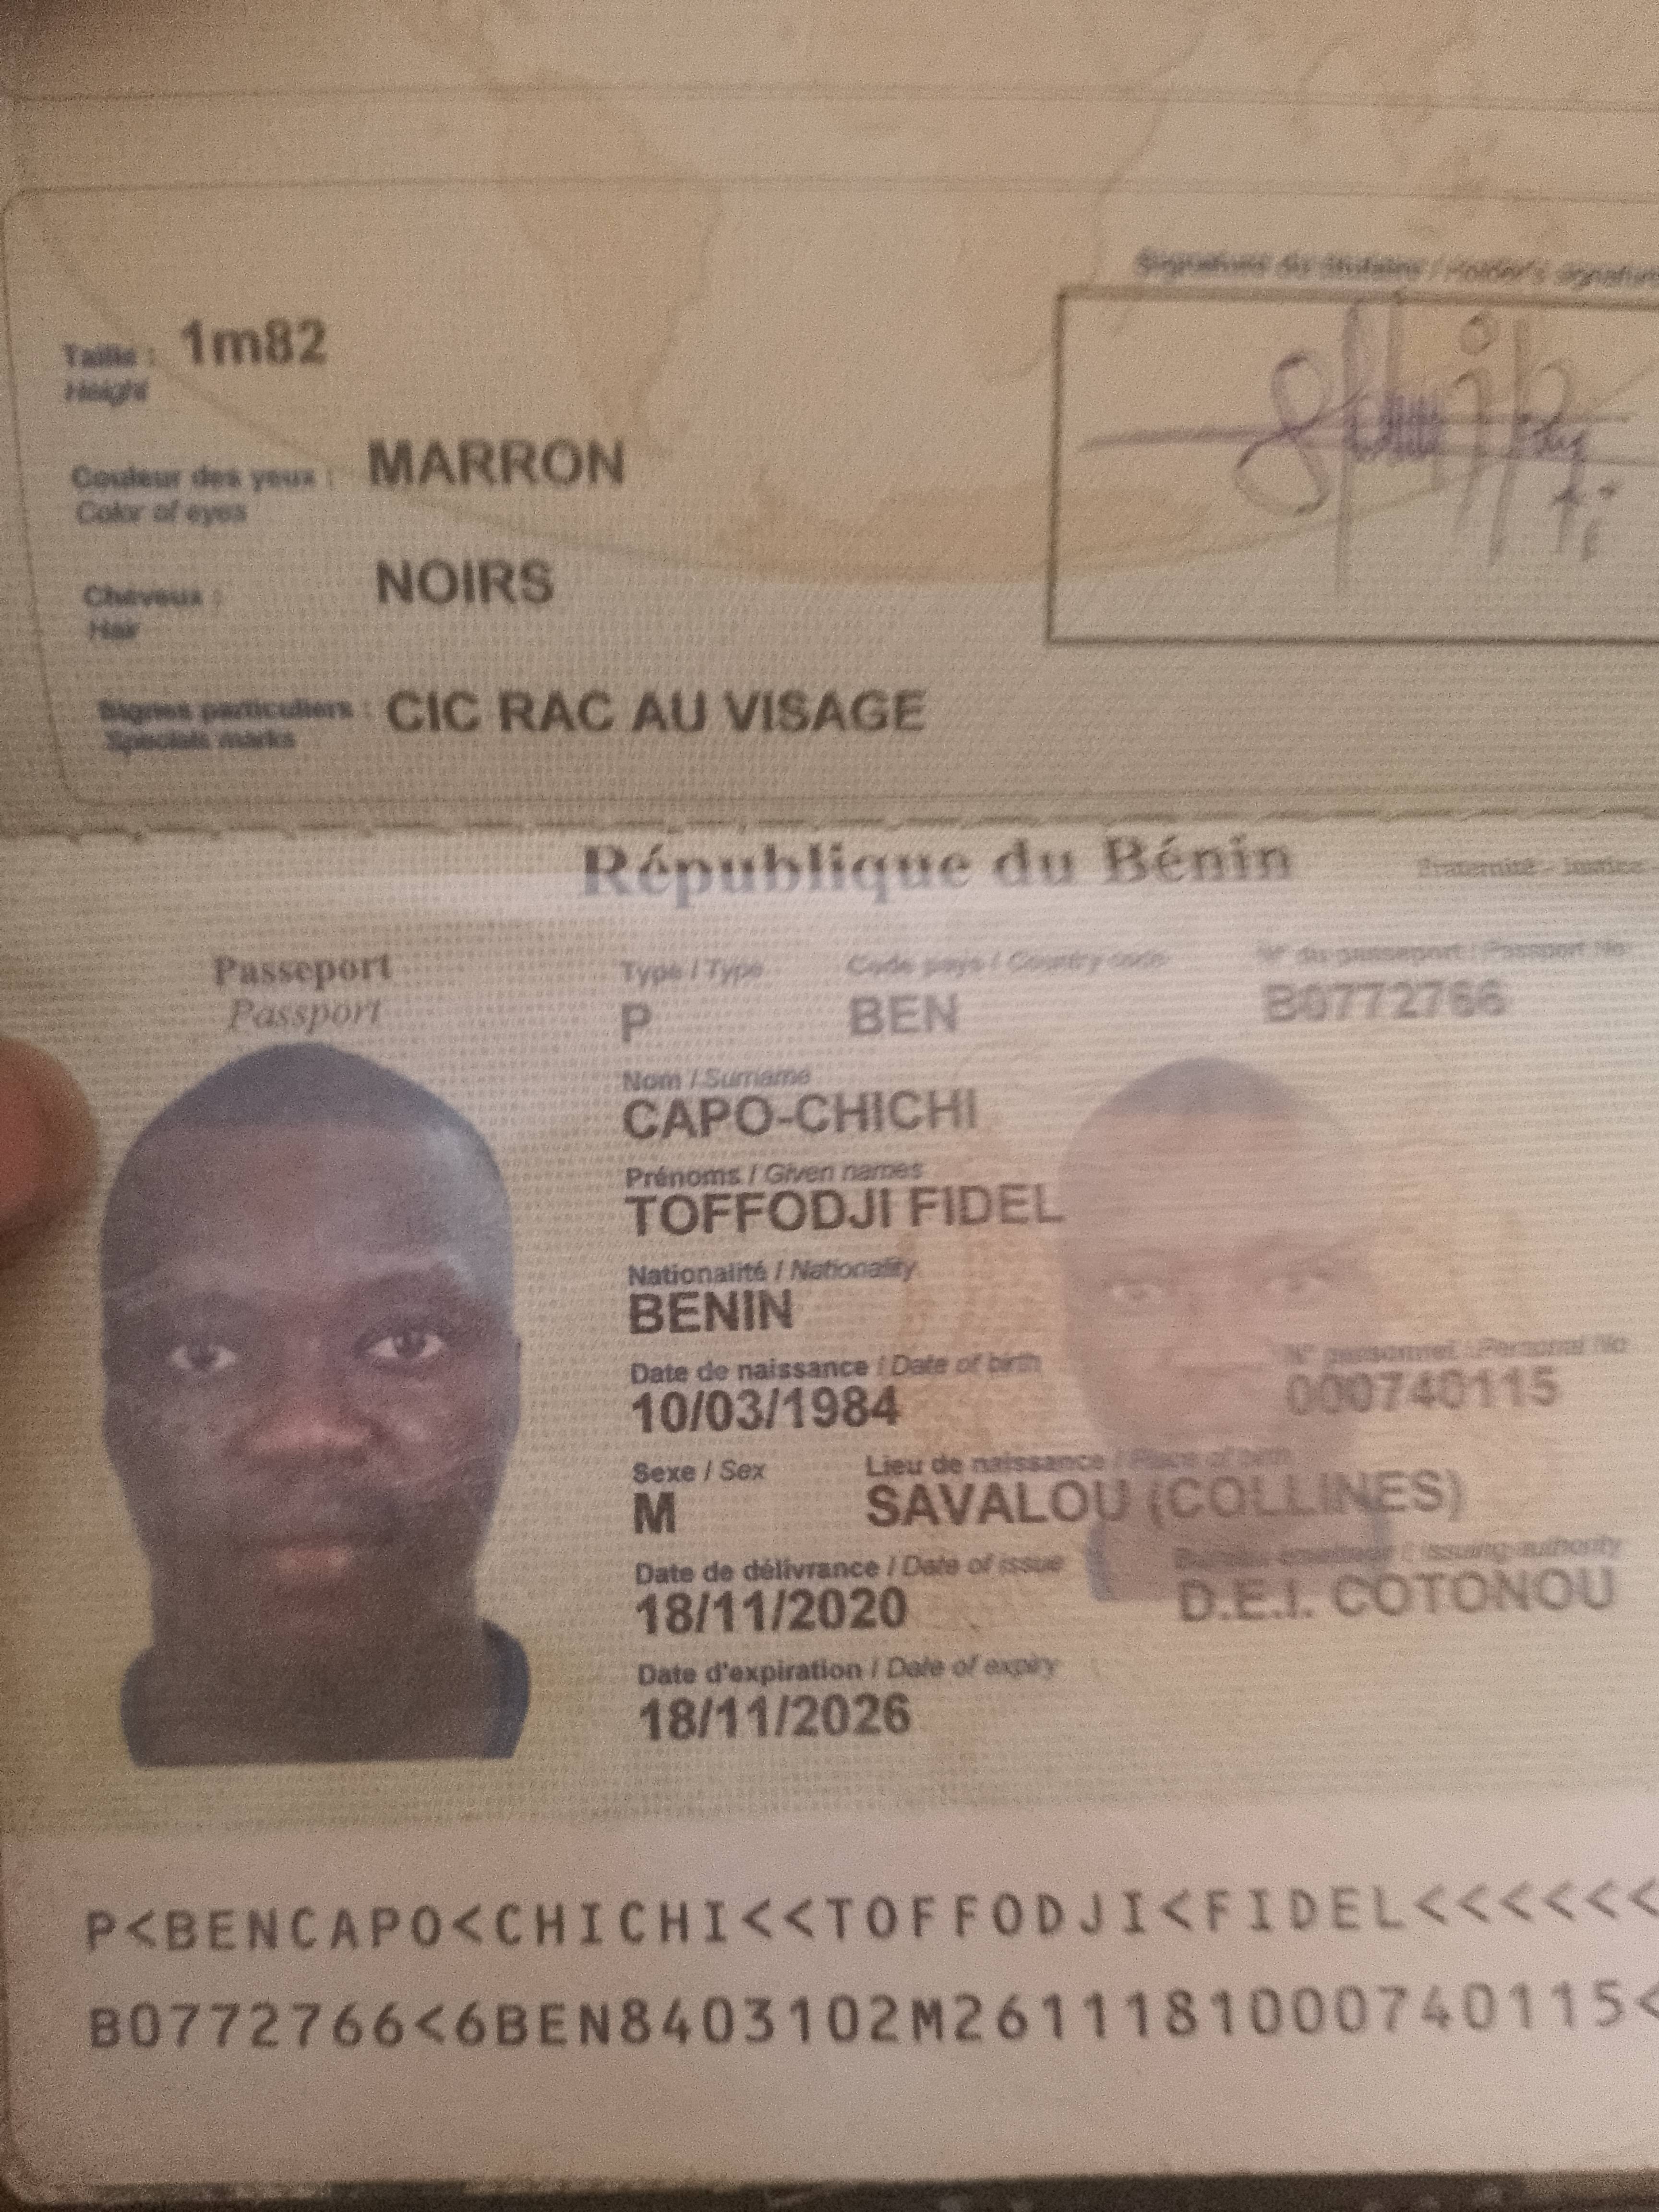 Taille : 1m82
Height
Couleur des yeux : MARRON
Color of eyes
Cheveux : NOIRS
Hair
Signes particuliers : CIC RAC AU VISAGE
Specials marks
Signature du titulaire / Holder's signature
République du Bénin
Fraternité - Justice -
Passeport
Passport
Type / Type
Code pays / Country code
N° du passeport / Passport No
P
BEN
B0772766
Nom / Surname
CAPO-CHICHI
Prénoms / Given names
TOFFODJI FIDEL
Nationalité / Nationality
BENIN
Date de naissance / Date of birth
N° personnel / Personal No
10/03/1984
000740115
Sexe / Sex
Lieu de naissance / Place of birth
M
SAVALOU (COLLINES)
Date de délivrance / Date of issue
/ Issuing authority
18/11/2020
D.E.I. COTONOU
Date d'expiration / Date of expiry
18/11/2026
P<BENCAPO<CHICHI<<TOFFODJI<FIDEL<<<<<<
B0772766<6BEN8403102M2611181000740115<